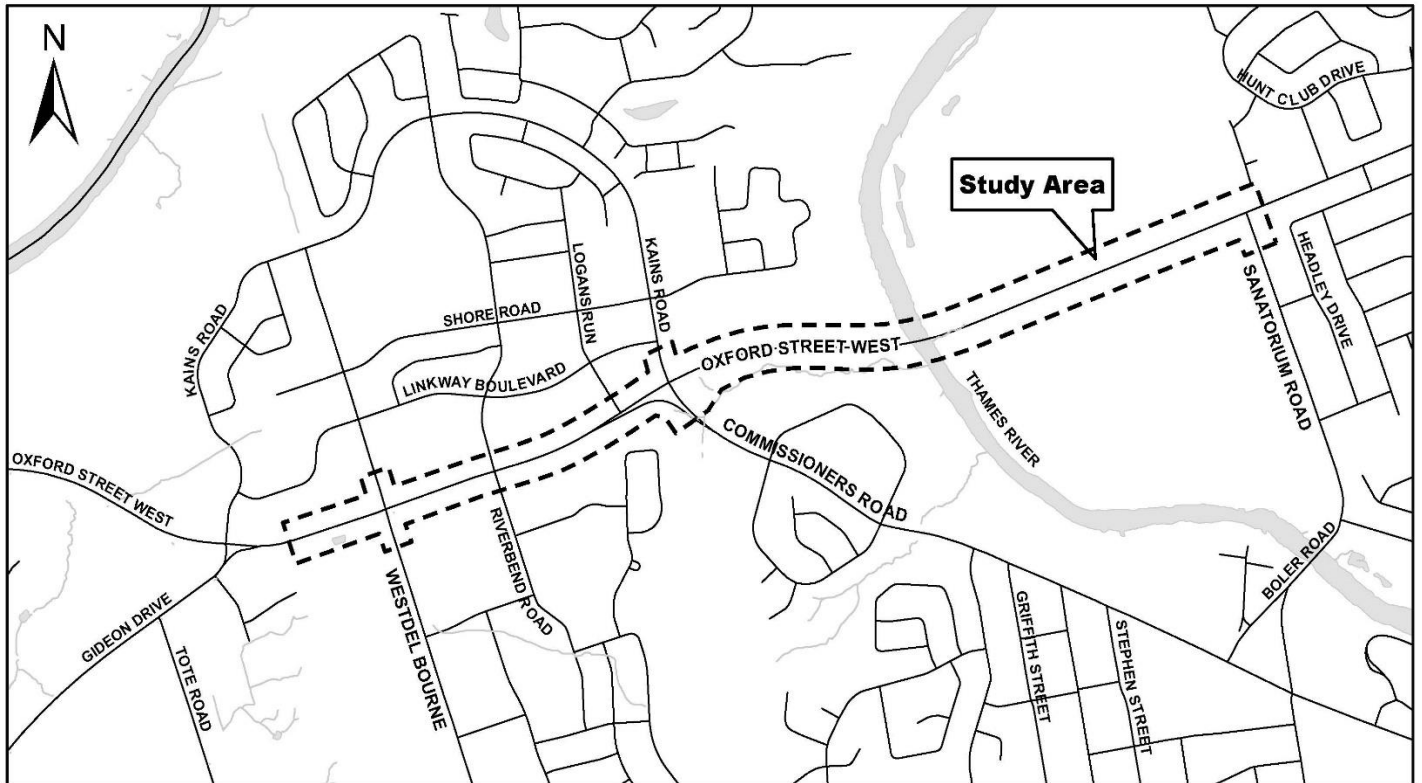 N
HUNT CLUB DRIVE
Study Area
KAINS ROAD
LOGANS RUN
HEADLEY DRIVE
SHORE ROAD
SANATORIUM ROAD
KAINS ROAD
OXFORD STREET WEST
LINKWAY BOULEVARD
THAMES RIVER
COMMISSIONERS ROAD
OXFORD STREET WEST
RIVERBEND ROAD
BOLER ROAD
WESTDEL BOURNE
GIDEON DRIVE
GRIFFITH STREET
STEPHEN STREET
TOTE ROAD